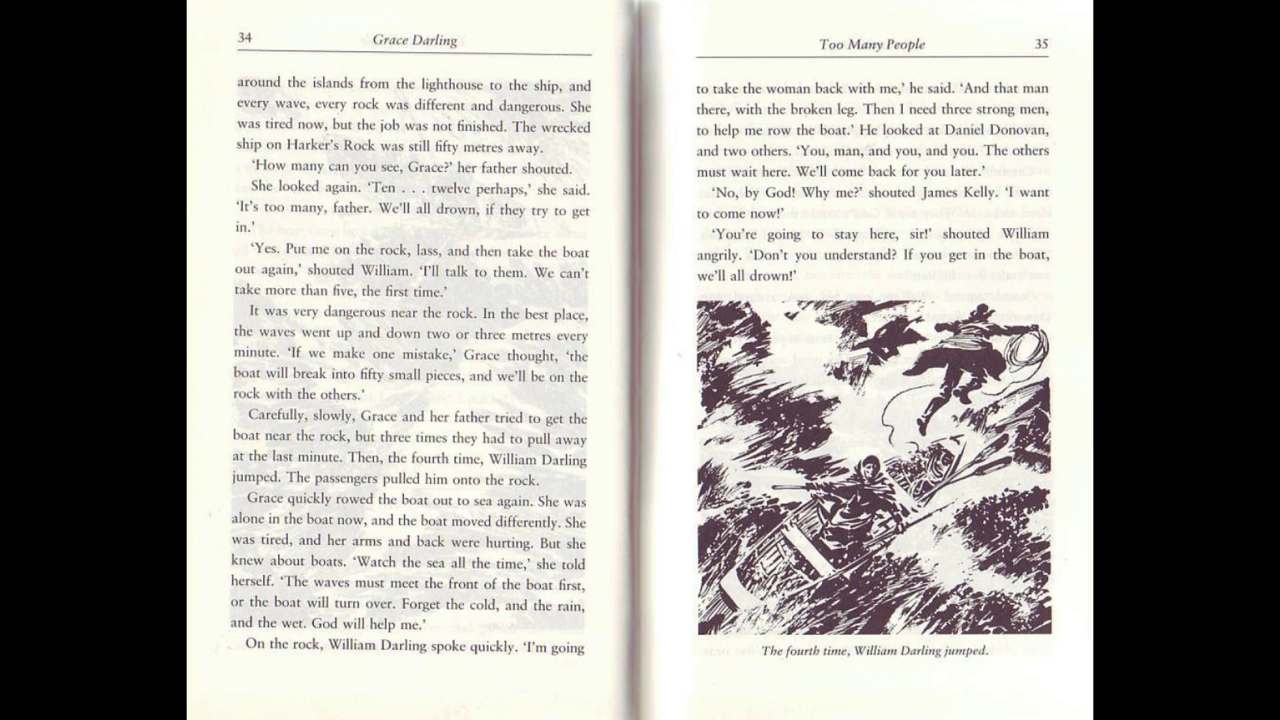 34
Grace Darling
around the islands from the lighthouse to the ship, and
every wave, every rock was different and dangerous. She
was tired now, but the job was not finished. The wrecked
ship on Harker's Rock was still fifty metres away.
'How many can you see, Grace?' her father shouted.
She looked again. 'Ten . . . twelve perhaps,' she said.
'It's too many, father. We'll all drown, if they try to get
in.'
'Yes. Put me on the rock, lass, and then take the boat
out again,' shouted William. 'I'll talk to them. We can't
take more than five, the first time.'
It was very dangerous near the rock. In the best place,
the waves went up and down two or three metres every
minute. 'If we make one mistake,' Grace thought, 'the
boat will break into fifty small pieces, and we'll be on the
rock with the others.'
Carefully, slowly, Grace and her father tried to get the
boat near the rock, but three times they had to pull away
at the last minute. Then, the fourth time, William Darling
jumped. The passengers pulled him onto the rock.
Grace quickly rowed the boat out to sea again. She was
alone in the boat now, and the boat moved differently. She
was tired, and her arms and back were hurting. But she
knew about boats. 'Watch the sea all the time,' she told
herself. 'The waves must meet the front of the boat first,
or the boat will turn over. Forget the cold, and the rain,
and the wet. God will help me.'
On the rock, William Darling spoke quickly. 'I'm going
Too Many People
35
to take the woman back with me,' he said. 'And that man
there, with the broken leg. Then I need three strong men,
to help me row the boat.' He looked at Daniel Donovan,
and two others. 'You, man, and you, and you. The others
must wait here. We'll come back for you later.'
'No, by God! Why me?' shouted James Kelly. 'I want
to come now!'
'You're going to stay here, sir!' shouted William
angrily. 'Don't you understand? If you get in the boat,
we'll all drown!'
The fourth time, William Darling jumped.